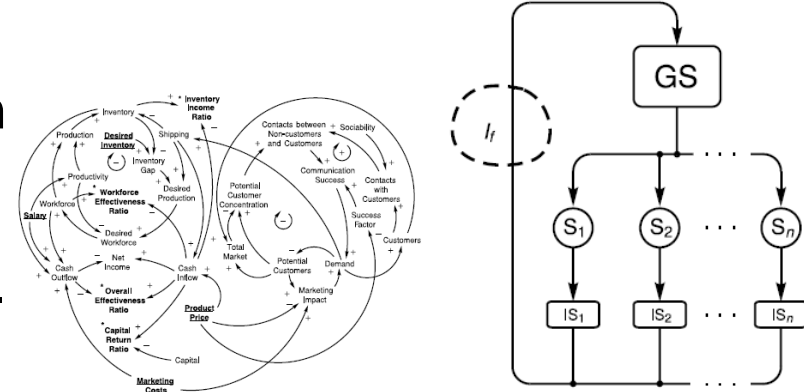 n
* Inventory
Income
Ratio
Inventory
Production
Desired
Inventory
Shipping
Inventory
Gap
Productivity
Desired
Production
* Workforce
Effectiveness
Ratio
Workforce
Salary
Desired
Workforce
Net
Income
Cash
Outflow
Cash
Inflow
* Overall
Effectiveness
Ratio
Product
Price
* Capital
Return
Ratio
Capital
Marketing
Costs
Contacts between
Non-customers
and Customers
Sociability
Communication
Success
Contacts
with
Customers
Potential
Customer
Concentration
Success
Factor
Customers
Total
Market
Potential
Customers
Demand
Marketing
Impact
GS
If
S1
S2
. . .
Sn
IS1
IS2
. . .
ISn